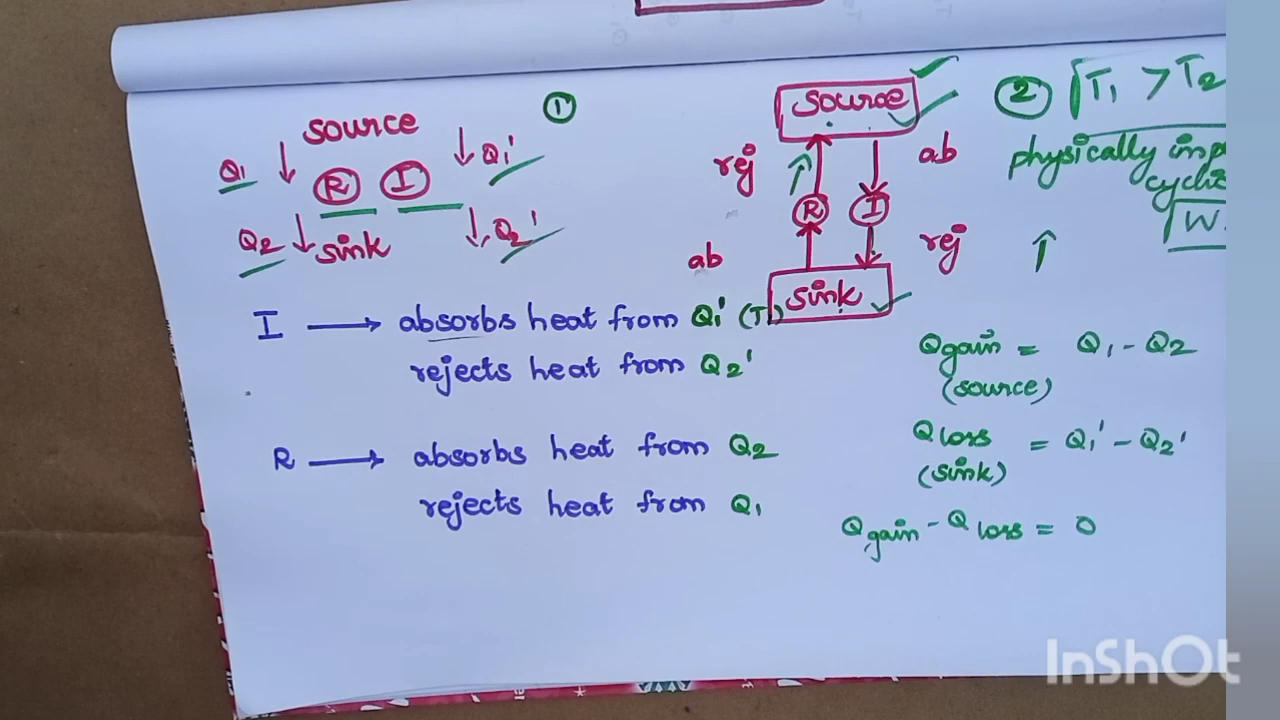 ①
source
Q₁ ↓ ↓ Q₁'
R I
Q₂ ↓ sink ↓ Q₂'
source
rej ab
R I
ab rej
sink
② T₁ > T₂
physically
W.
I → absorbs heat from Q₁' (T₁)
rejects heat from Q₂'
R → absorbs heat from Q₂
rejects heat from Q₁
Qgain = Q₁ - Q₂
(source)
Qloss = Q₁' - Q₂'
(sink)
Qgain - Qloss = 0
InShOt